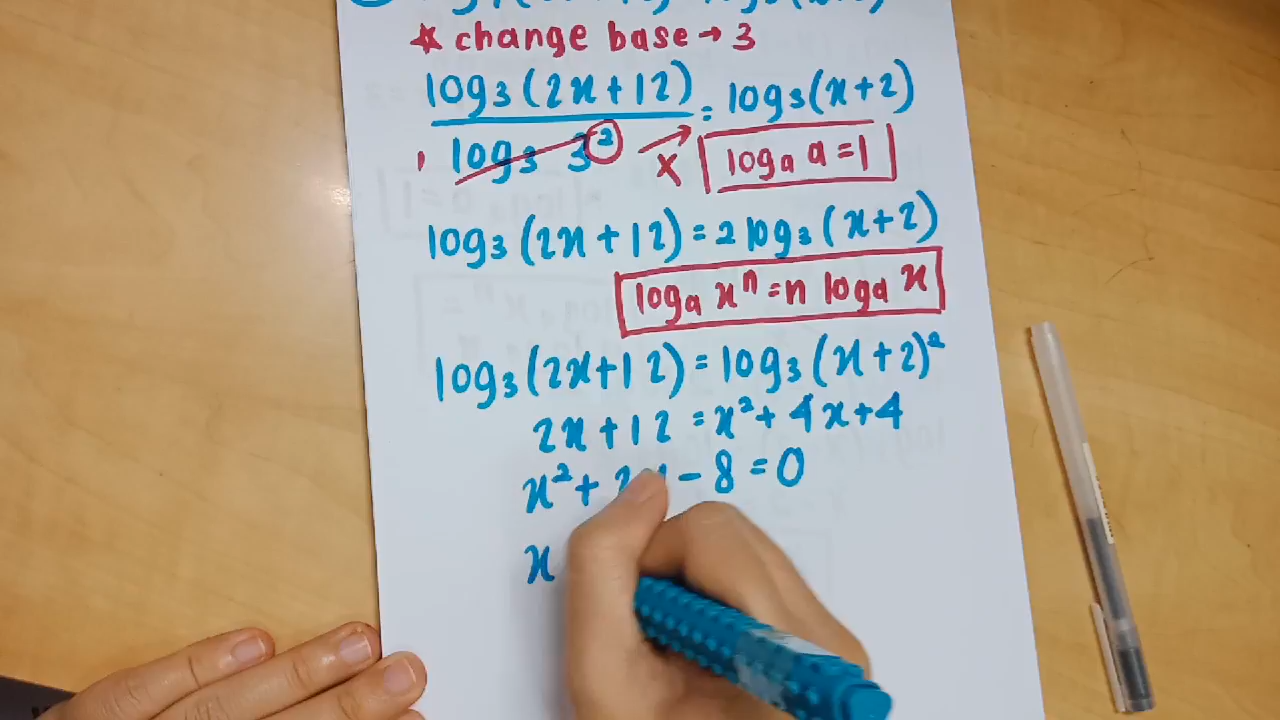 ☆ change base → 3
log₃(2x+12) = log₃(x+2)
log₃ 3² x logₐ a = 1
log₃(2x+12) = 2 log₃(x+2)
logₐ xⁿ = n logₐ x
log₃(2x+12) = log₃(x+2)²
2x+12 = x²+4x+4
x²+2x-8=0
x